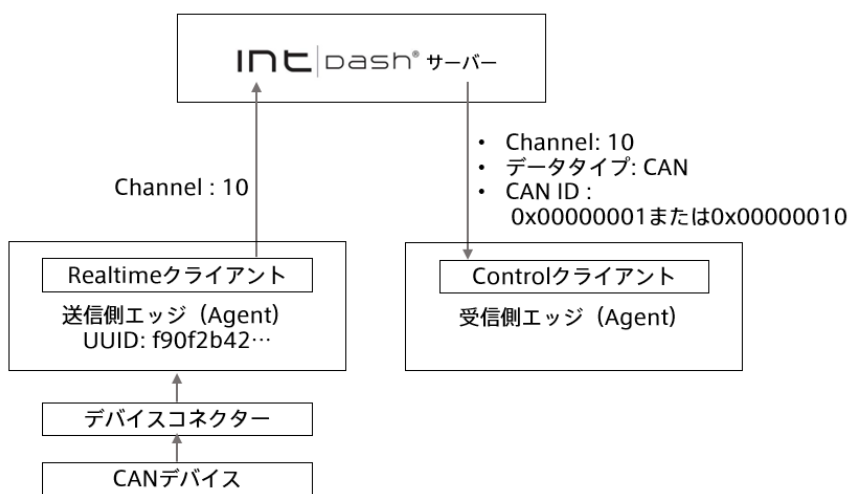 INT|DASH® サーバー
Channel : 10
• Channel: 10
• データタイプ: CAN
• CAN ID :
0x00000001または0x00000010
Realtimeクライアント
送信側エッジ（Agent）
UUID: f90f2b42…
Controlクライアント
受信側エッジ（Agent）
デバイスコネクター
CANデバイス